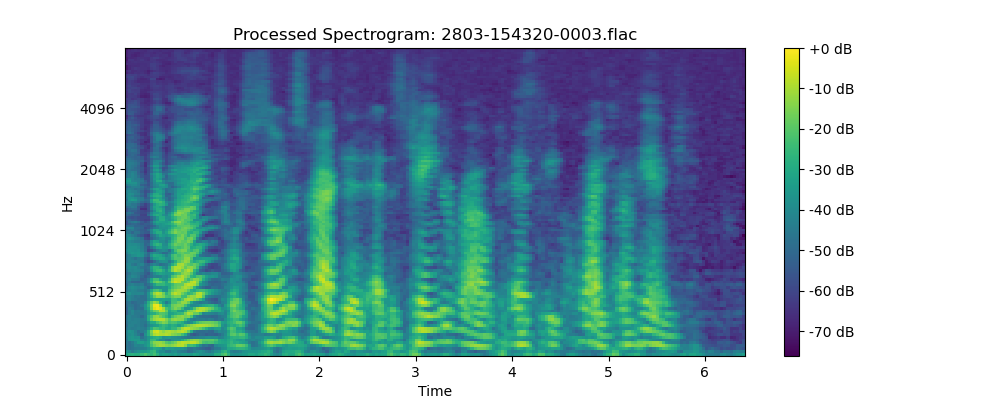 Processed Spectrogram: 2803-154320-0003.flac
Hz
4096
2048
1024
512
0
0 1 2 3 4 5 6
Time
+0 dB
-10 dB
-20 dB
-30 dB
-40 dB
-50 dB
-60 dB
-70 dB